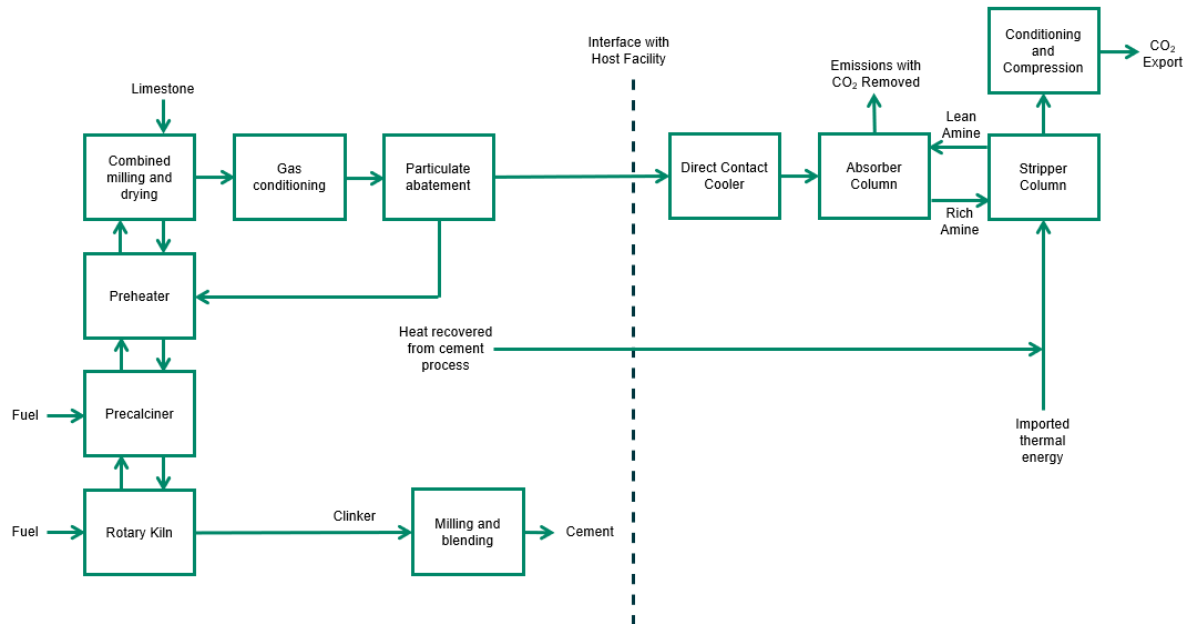 Interface with
Host Facility
Conditioning
and
Compression
CO₂
Export
Emissions with
CO₂ Removed
Limestone
Lean
Amine
Combined
milling and
drying
Gas
conditioning
Particulate
abatement
Direct Contact
Cooler
Absorber
Column
Stripper
Column
Rich
Amine
Preheater
Heat recovered
from cement
process
Fuel
Precalciner
Imported
thermal
energy
Fuel
Rotary Kiln
Clinker
Milling and
blending
Cement